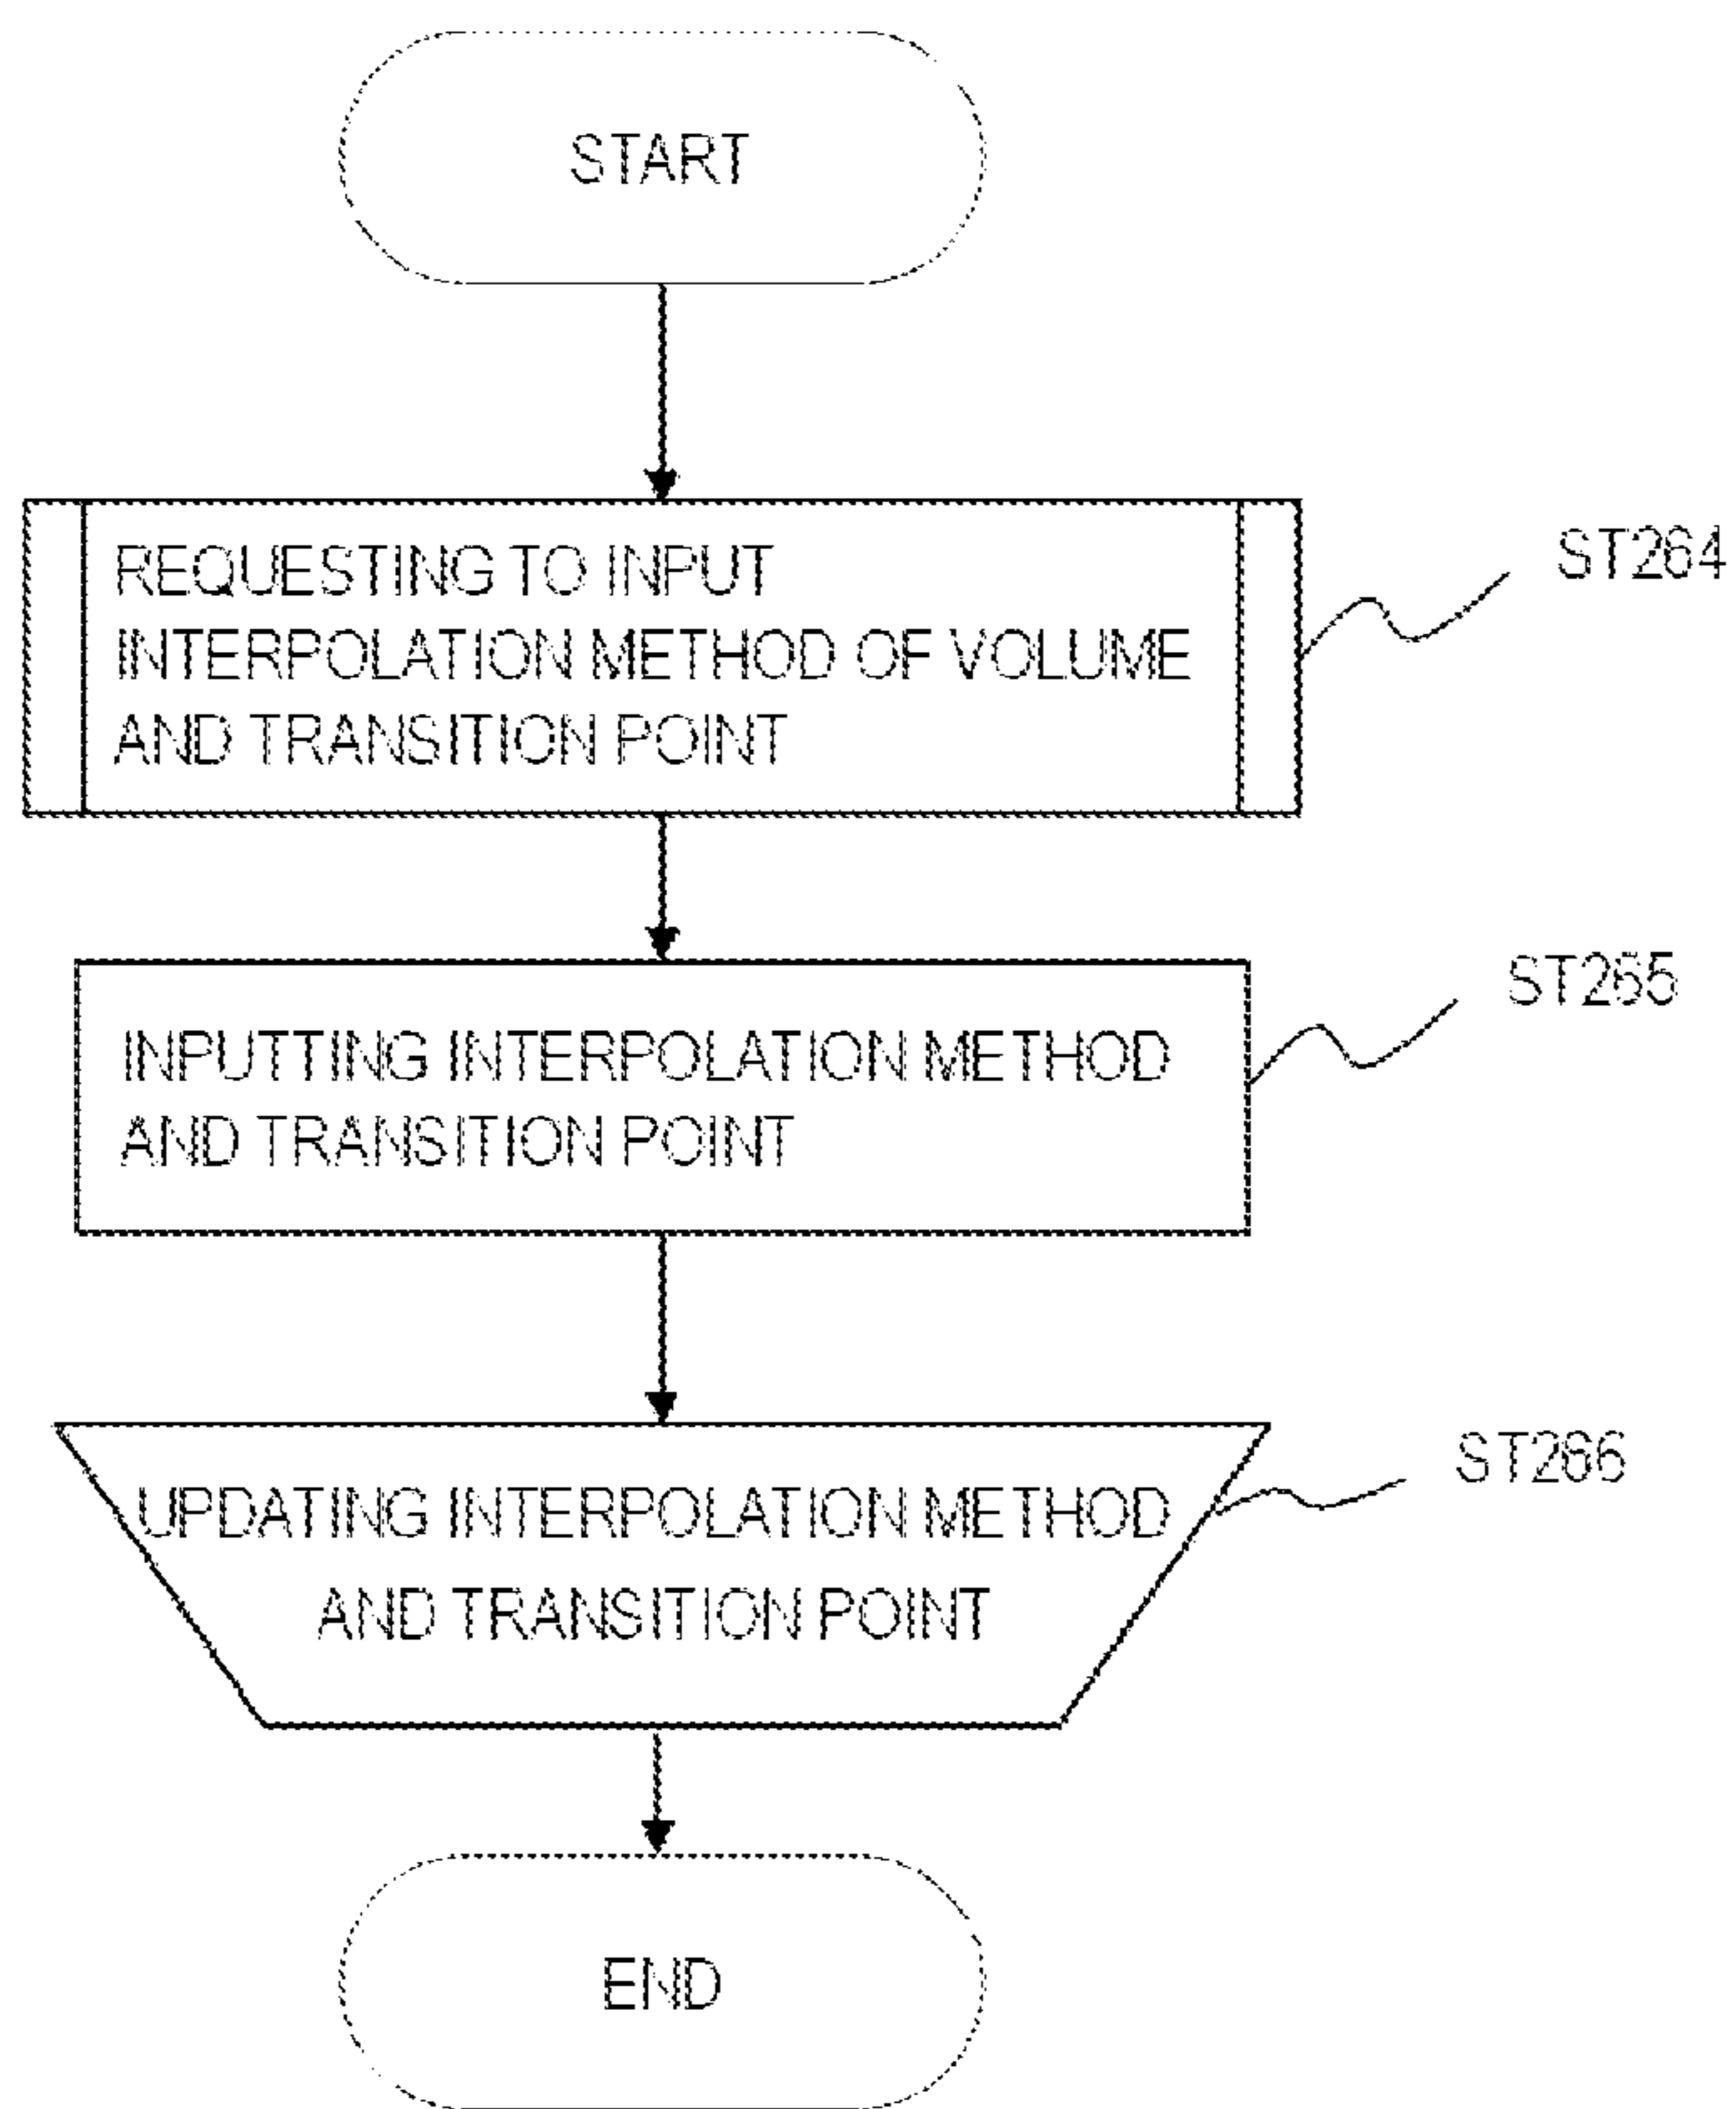 START
REQUESTING TO INPUT
INTERPOLATION METHOD OF VOLUME
AND TRANSITION POINT
ST264
INPUTTING INTERPOLATION METHOD
AND TRANSITION POINT
ST265
UPDATING INTERPOLATION METHOD
AND TRANSITION POINT
ST266
END